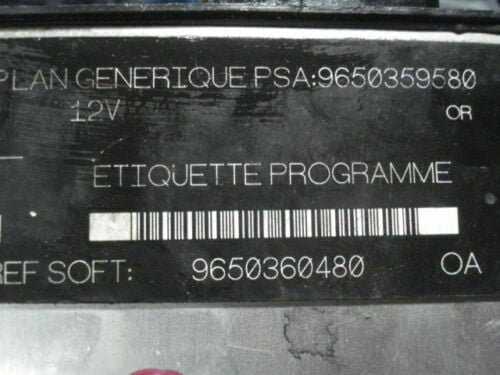 PLAN GENERIQUE PSA:9650359580
12V OR
ETIQUETTE PROGRAMME
REF SOFT: 9650360480 OA